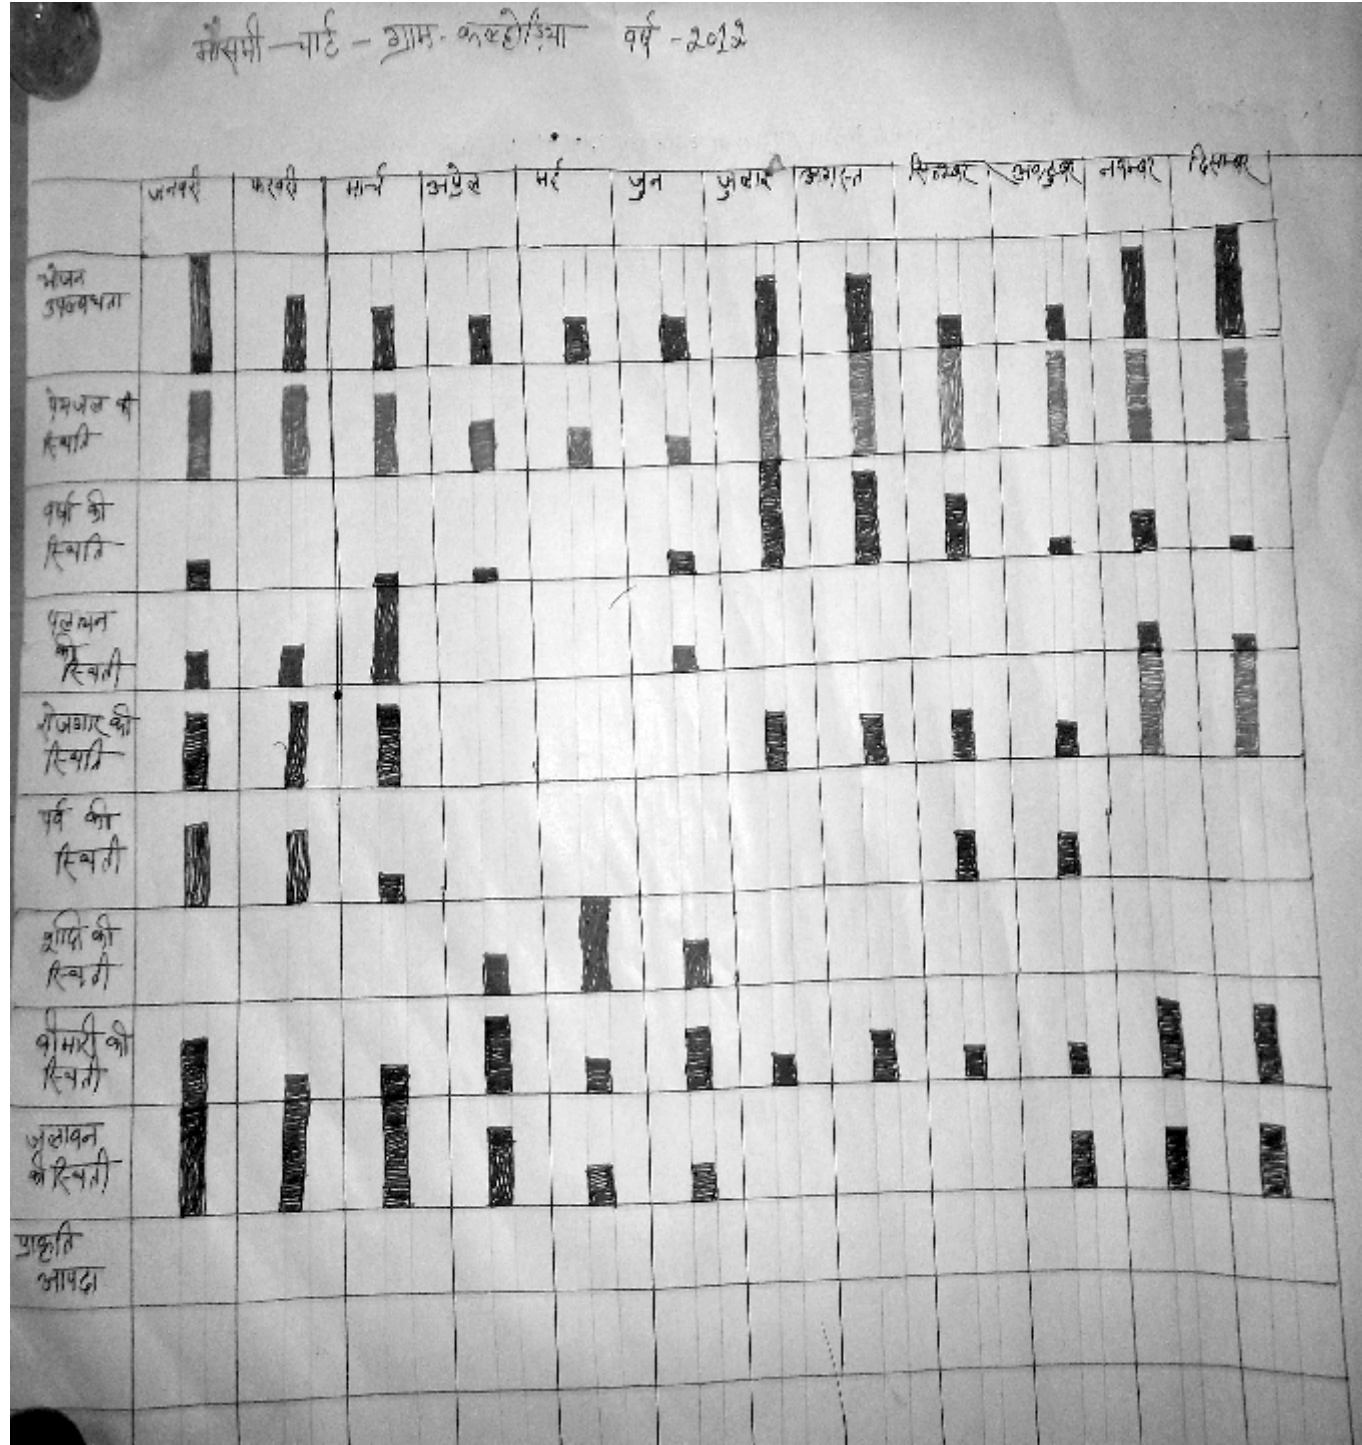 मौसमी चार्ट - ग्राम - कल्होड़िया वर्ष - 2012
जनवरी फरवरी मार्च अप्रेल मई जुन जुलाई अगस्त सितम्बर अक्टुबर नवम्बर दिसम्बर
भोजन
उपलब्धता
पेयजल की
स्थिति
वर्षा की
स्थिति
पलायन
की
स्थिती
रोजगार की
स्थिति
पर्व की
स्थिती
शादि की
स्थिती
बीमारी की
स्थिती
जलावन
की स्थिती
प्राकृति
आपदा